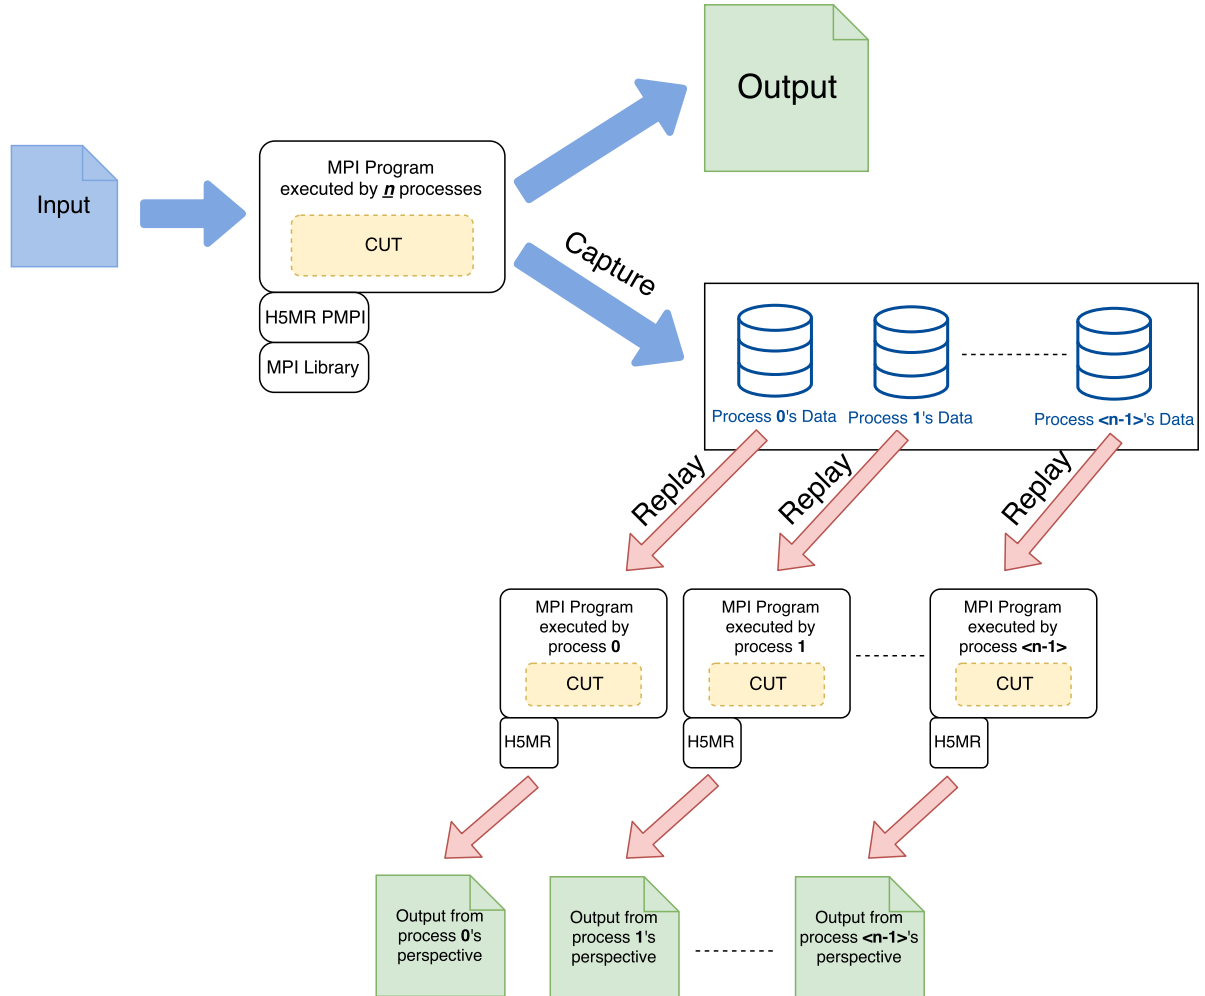 Output
Input
MPI Program
executed by n processes
CUT
H5MR PMPI
MPI Library
Capture
Process 0's Data
Process 1's Data
Process <n-1>'s Data
Replay
Replay
Replay
MPI Program
executed by
process 0
CUT
H5MR
MPI Program
executed by
process 1
CUT
H5MR
MPI Program
executed by
process <n-1>
CUT
H5MR
Output from
process 0's
perspective
Output from
process 1's
perspective
Output from
process <n-1>'s
perspective